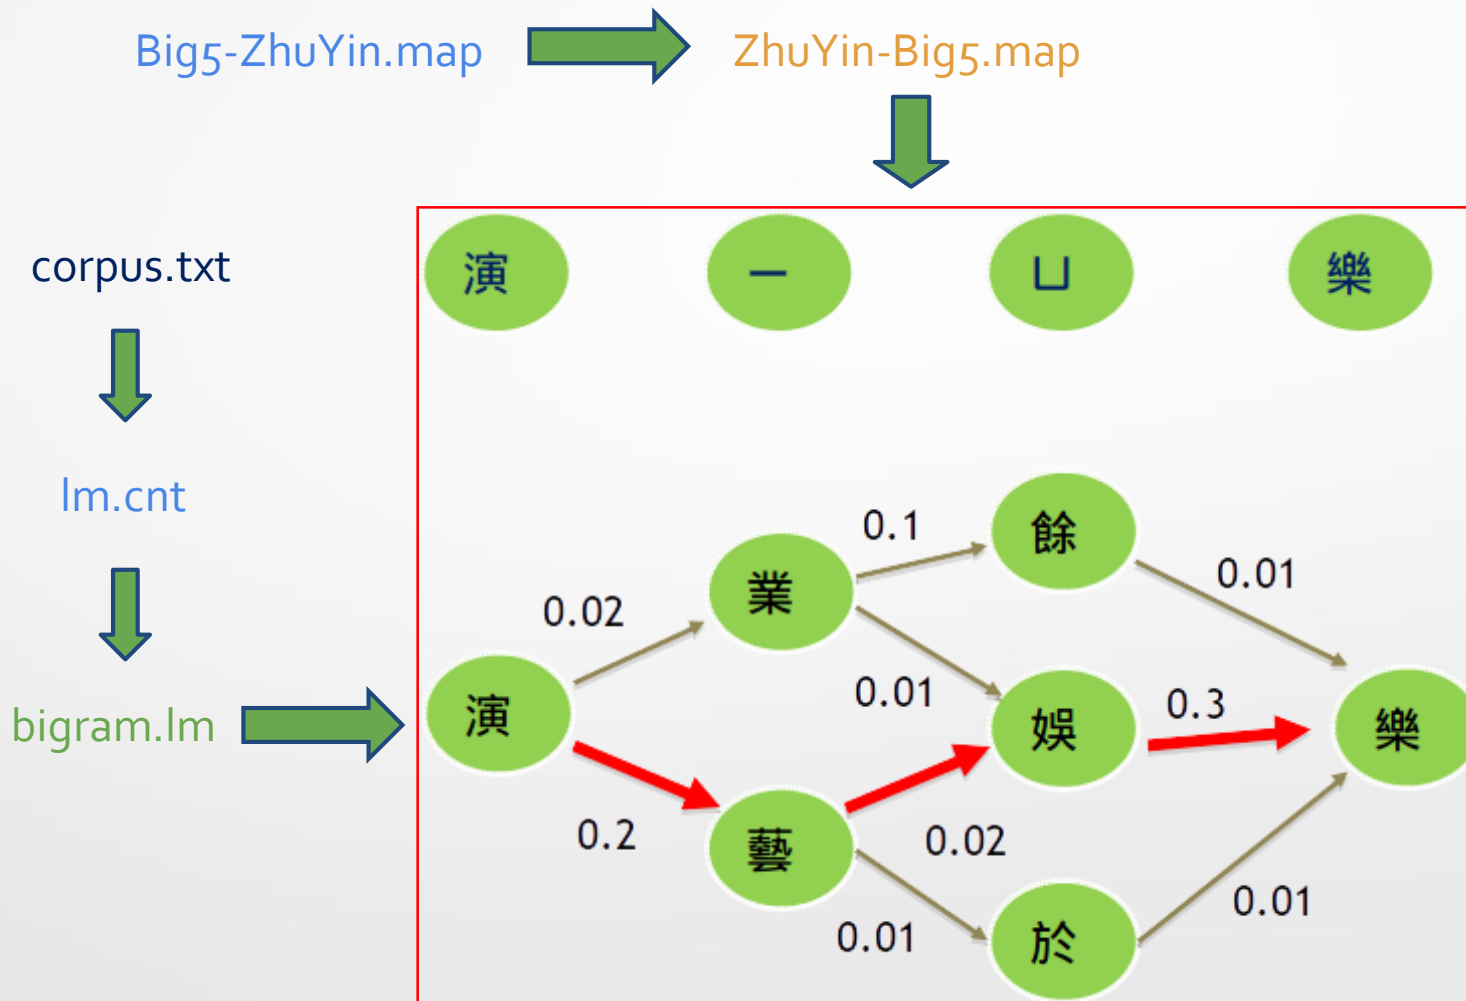 Big5-ZhuYin.map
ZhuYin-Big5.map
corpus.txt
演 ㄧ ㄩ 樂
lm.cnt
0.1
餘
0.01
業
0.02
0.01
bigram.lm
演
娛
0.3
樂
0.2
藝
0.02
0.01
於
0.01